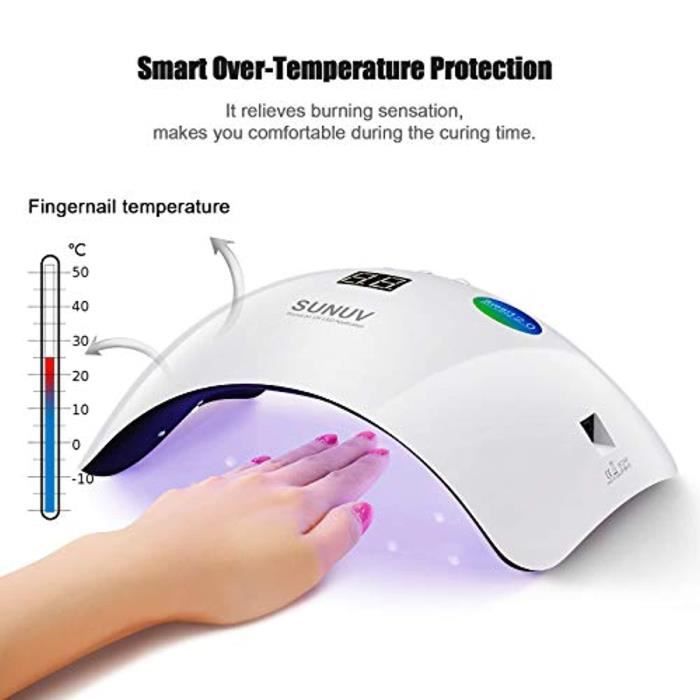 Smart Over-Temperature Protection
It relieves burning sensation,
makes you comfortable during the curing time.
Fingernail temperature
°C
50
40
30
20
10
0
-10
SUNUV